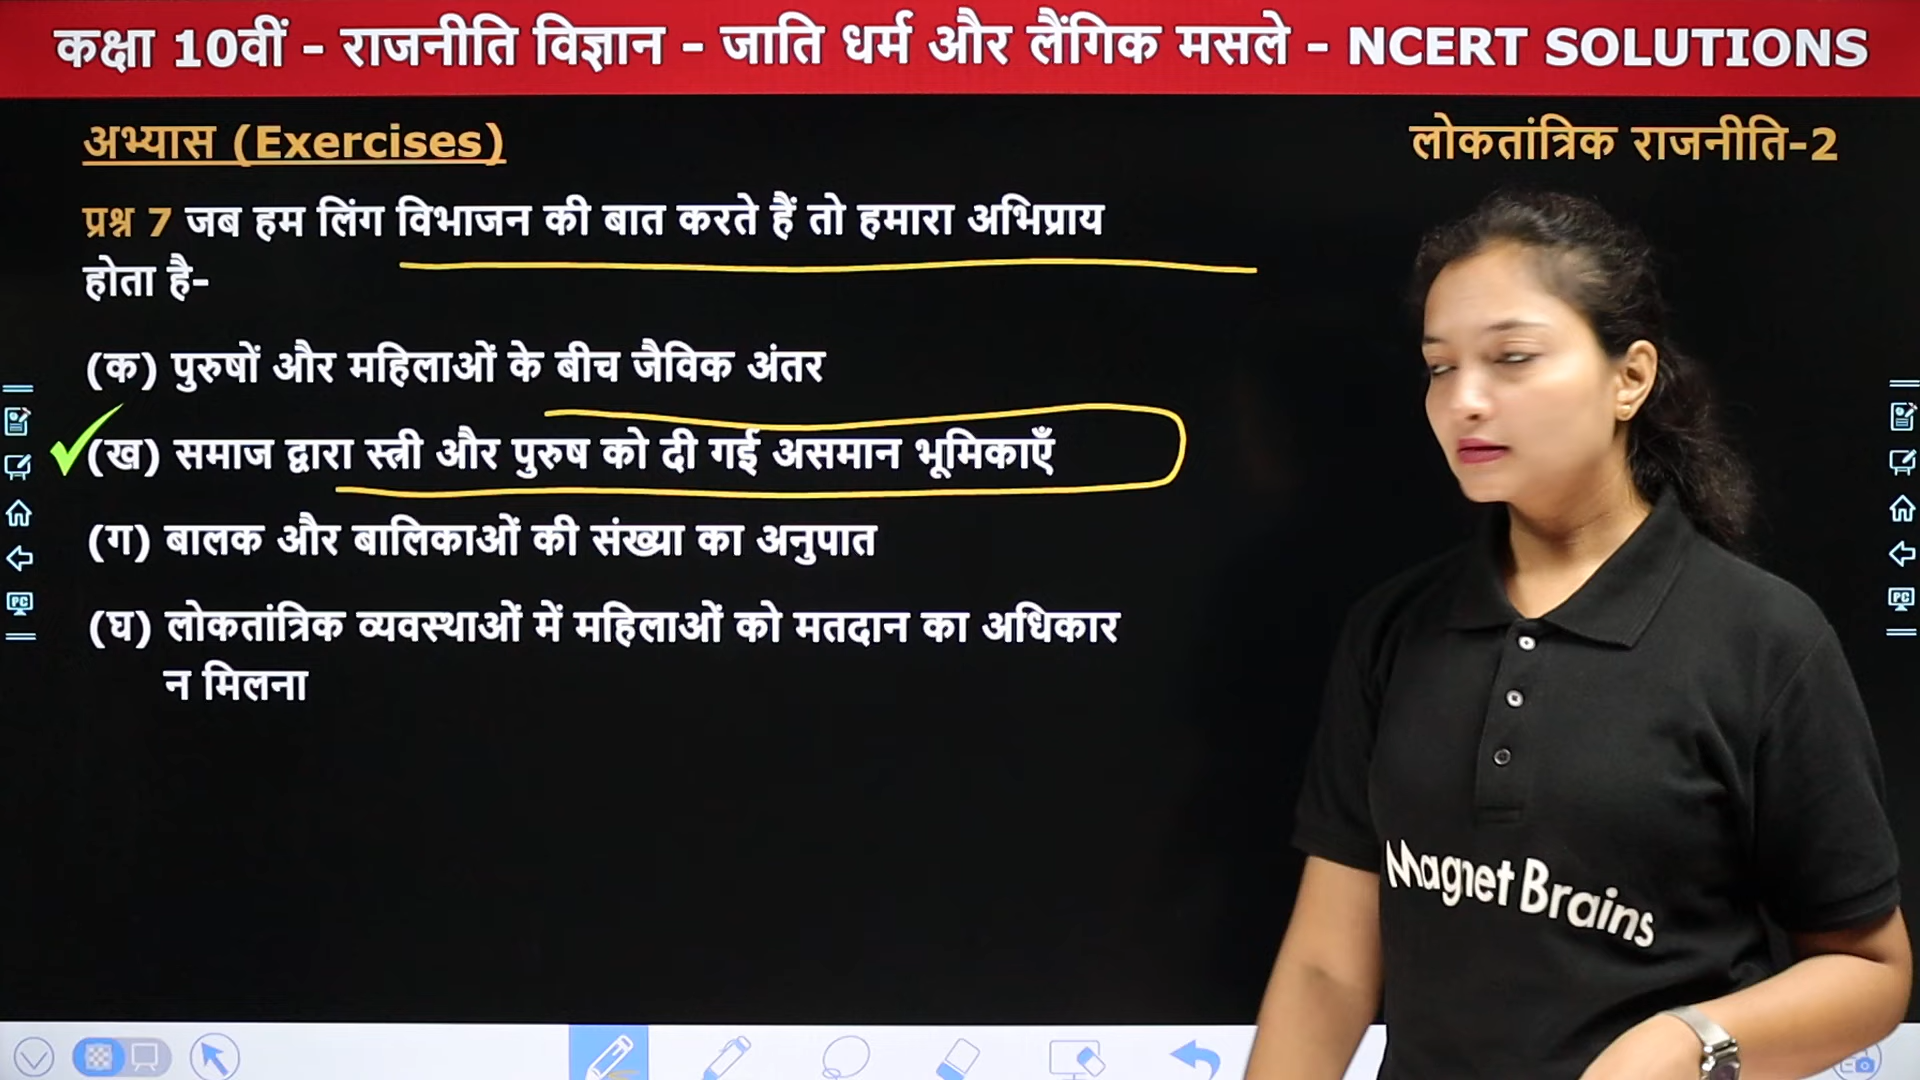 कक्षा 10वीं - राजनीति विज्ञान - जाति धर्म और लैंगिक मसले - NCERT SOLUTIONS
अभ्यास (Exercises)
लोकतांत्रिक राजनीति-2
प्रश्न 7 जब हम लिंग विभाजन की बात करते हैं तो हमारा अभिप्राय
होता है-
(क) पुरुषों और महिलाओं के बीच जैविक अंतर
(ख) समाज द्वारा स्त्री और पुरुष को दी गई असमान भूमिकाएँ
(ग) बालक और बालिकाओं की संख्या का अनुपात
(घ) लोकतांत्रिक व्यवस्थाओं में महिलाओं को मतदान का अधिकार
न मिलना
PC
PC
Magnet Brains